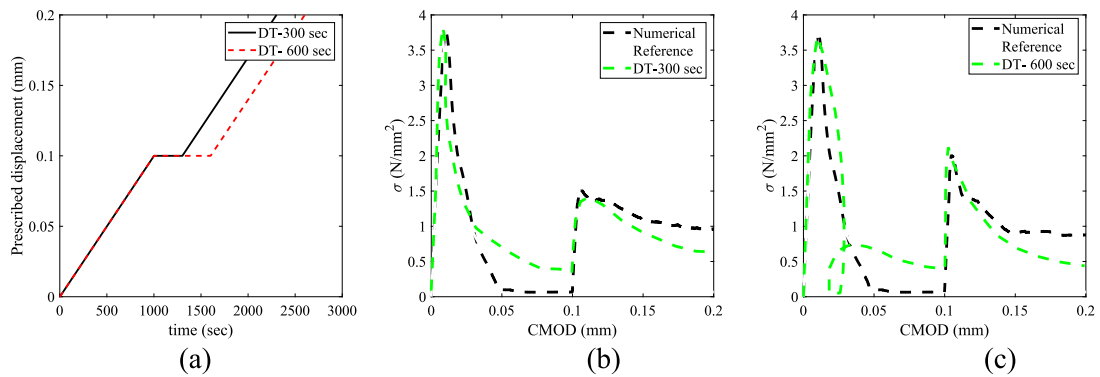 DT-300 sec
DT- 600 sec
Prescribed displacement (mm)
0.2
0.15
0.1
0.05
0
0 500 1000 1500 2000 2500 3000
time (sec)
(a)
Numerical
Reference
DT-300 sec
σ (N/mm²)
4
3.5
3
2.5
2
1.5
1
0.5
0
0 0.05 0.1 0.15 0.2
CMOD (mm)
(b)
Numerical
Reference
DT- 600 sec
σ (N/mm²)
4
3.5
3
2.5
2
1.5
1
0.5
0
0 0.05 0.1 0.15 0.2
CMOD (mm)
(c)